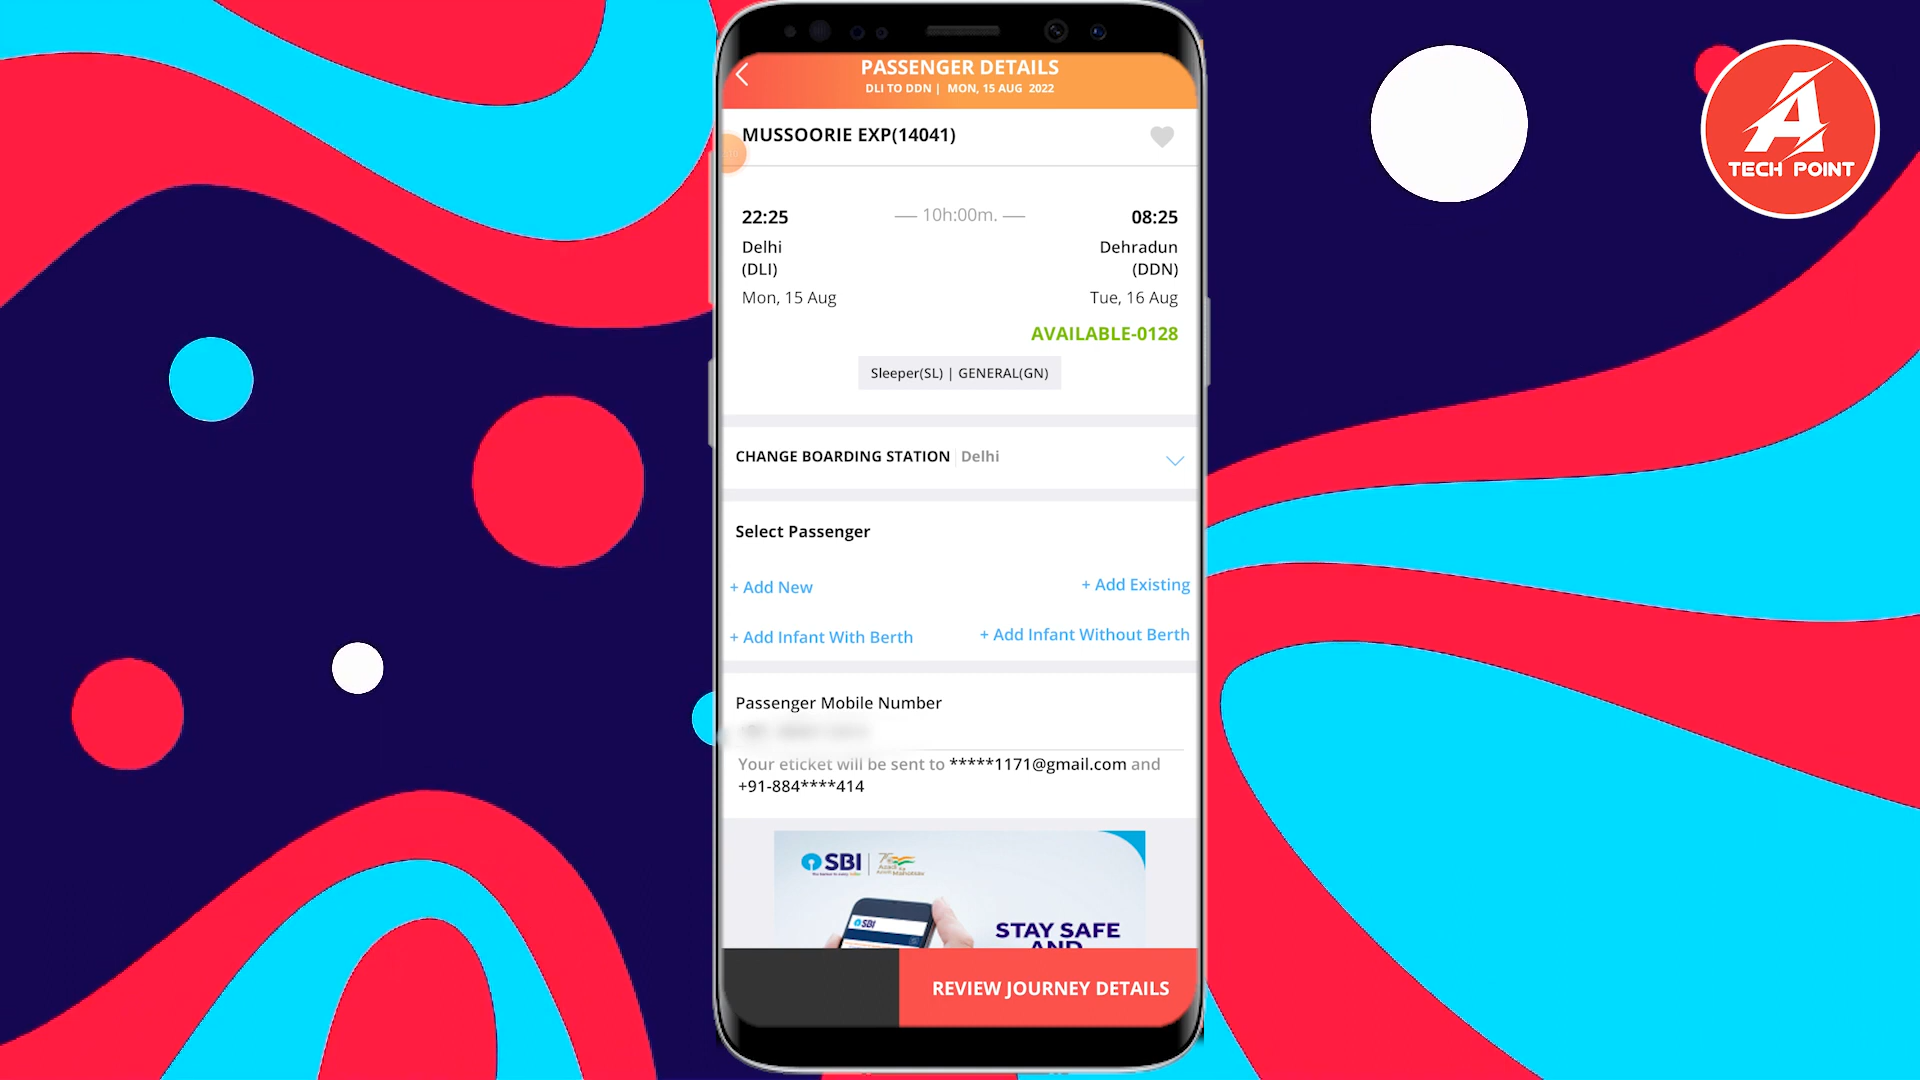 PASSENGER DETAILS
DLI TO DDN | MON, 15 AUG 2022
MUSSOORIE EXP(14041)
22:25 — 10h:00m. — 08:25
Delhi Dehradun
(DLI) (DDN)
Mon, 15 Aug Tue, 16 Aug
AVAILABLE-0128
Sleeper(SL) | GENERAL(GN)
CHANGE BOARDING STATION Delhi
Select Passenger
+ Add New + Add Existing
+ Add Infant With Berth + Add Infant Without Berth
Passenger Mobile Number
Your eticket will be sent to *****1171@gmail.com and
+91-884****414
SBI
SBI
STAY SAFE
AND
REVIEW JOURNEY DETAILS
A
TECH POINT